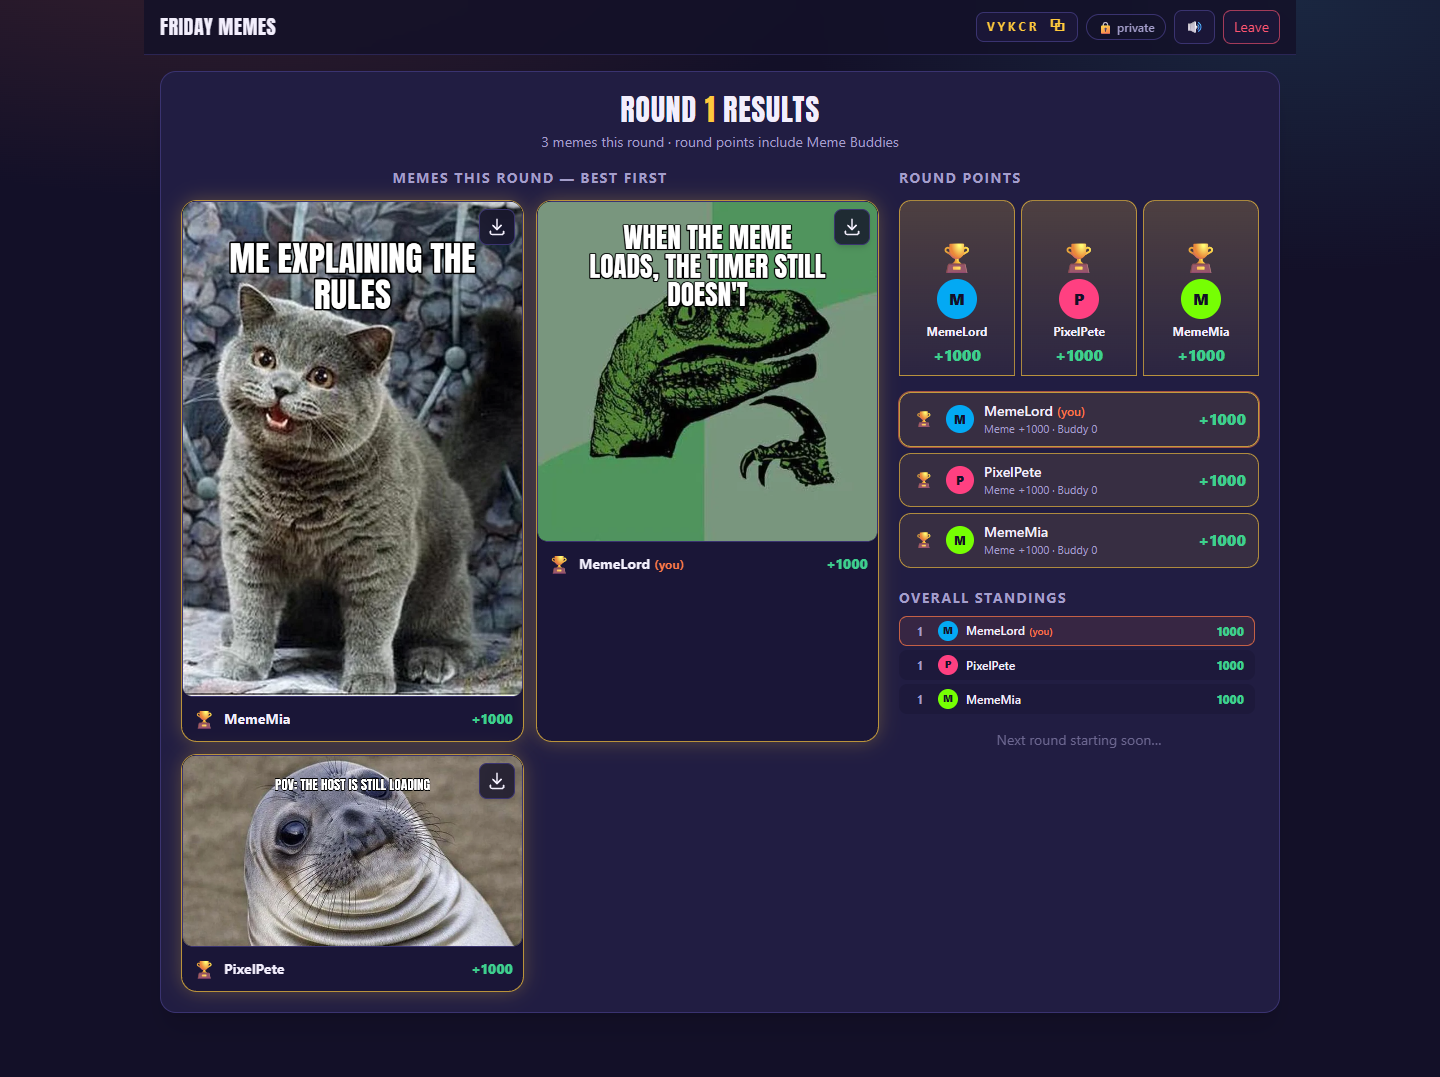 FRIDAY MEMES
VYKCR
private
Leave
ROUND 1 RESULTS
3 memes this round · round points include Meme Buddies
MEMES THIS ROUND — BEST FIRST
ME EXPLAINING THE
RULES
MemeMia
+1000
WHEN THE MEME
LOADS, THE TIMER STILL
DOESN'T
MemeLord (you)
+1000
POV: THE HOST IS STILL LOADING
PixelPete
+1000
ROUND POINTS
M
MemeLord
+1000
P
PixelPete
+1000
M
MemeMia
+1000
M
MemeLord (you)
Meme +1000 · Buddy 0
+1000
P
PixelPete
Meme +1000 · Buddy 0
+1000
M
MemeMia
Meme +1000 · Buddy 0
+1000
OVERALL STANDINGS
1 M MemeLord (you) 1000
1 P PixelPete 1000
1 M MemeMia 1000
Next round starting soon...